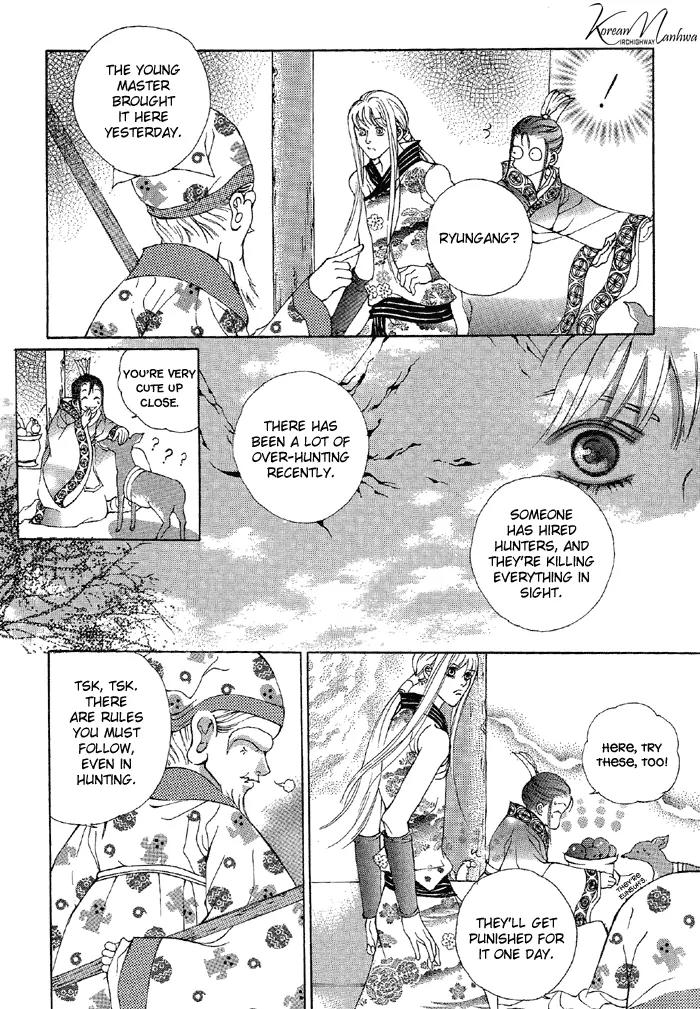 Korean Manhwa
IRCHIGHWAY
THE YOUNG
MASTER
BROUGHT
IT HERE
YESTERDAY.
!
RYUNGANG?
YOU'RE VERY
CUTE UP
CLOSE.
???
THERE HAS
BEEN A LOT OF
OVER-HUNTING
RECENTLY.
SOMEONE
HAS HIRED
HUNTERS, AND
THEY'RE KILLING
EVERYTHING IN
SIGHT.
TSK, TSK.
THERE
ARE RULES
YOU MUST
FOLLOW,
EVEN IN
HUNTING.
HERE, TRY
THESE, TOO!
THEY'RE
THEY'LL GET
PUNISHED FOR
IT ONE DAY.